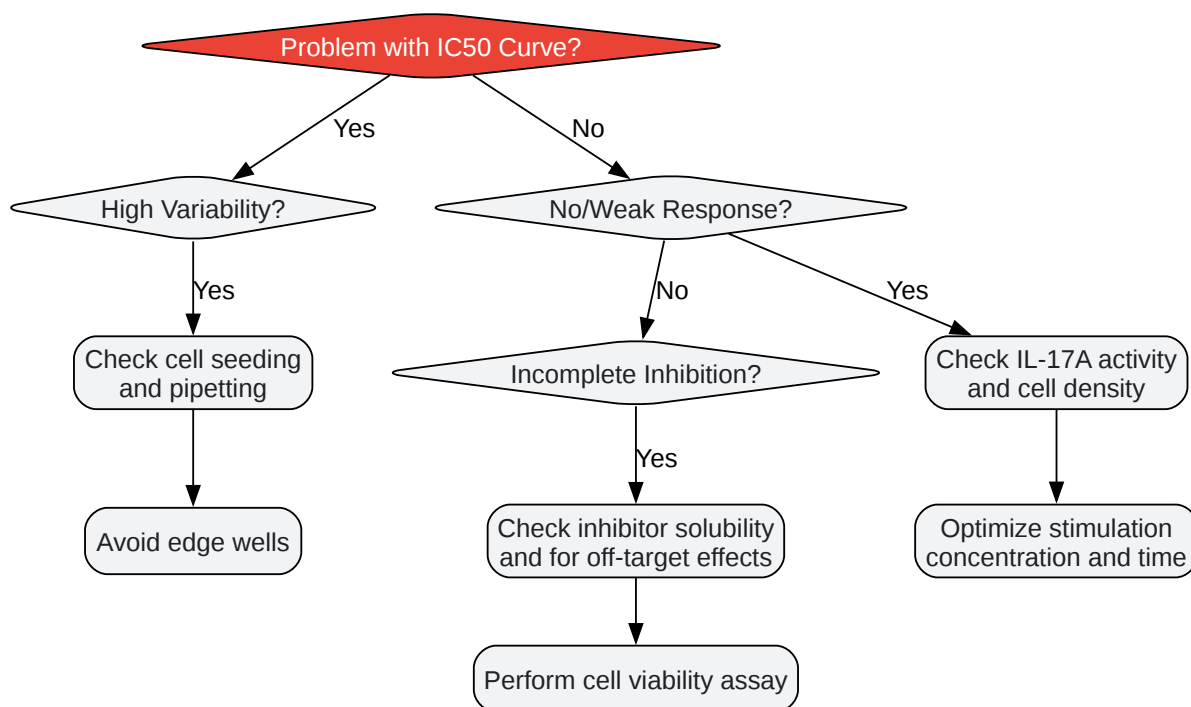 Problem with IC50 Curve?
Yes
No
High Variability?
No/Weak Response?
Yes
No
Yes
Check cell seeding
and pipetting
Incomplete Inhibition?
Check IL-17A activity
and cell density
Yes
Avoid edge wells
Check inhibitor solubility
and for off-target effects
Optimize stimulation
concentration and time
Perform cell viability assay